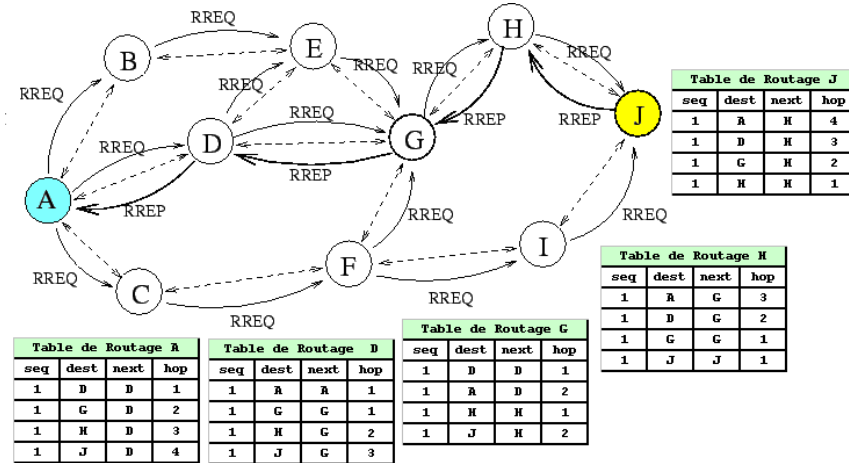 RREQ
H
B
E
RREQ
RREQ
RREQ
RREQ
RREQ
RREQ
J
RREP
D
G
RREQ
RREQ
RREP
A
RREP
RREQ
RREQ
I
F
RREQ
C
RREQ
RREQ
Table de Routage J
seq dest next hop
1 A H 4
1 D H 3
1 G H 2
1 H H 1
Table de Routage H
seq dest next hop
1 A G 3
1 D G 2
1 G G 1
1 J J 1
Table de Routage A
seq dest next hop
1 D D 1
1 G D 2
1 H D 3
1 J D 4
Table de Routage D
seq dest next hop
1 A A 1
1 G G 1
1 H G 2
1 J G 3
Table de Routage G
seq dest next hop
1 D D 1
1 A D 2
1 H H 1
1 J H 2